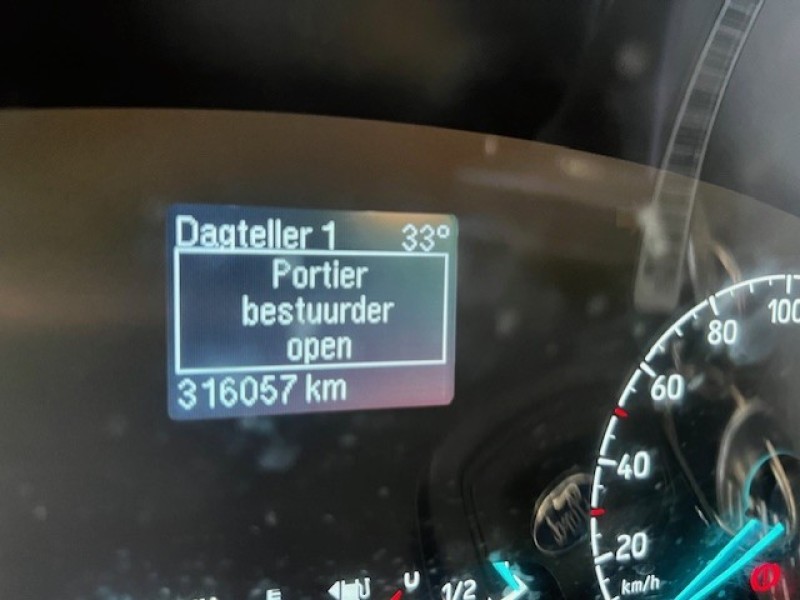 Dagteller 1 33°
Portier
bestuurder
open
316057 km
100
80
60
40
20
km/h
1/2